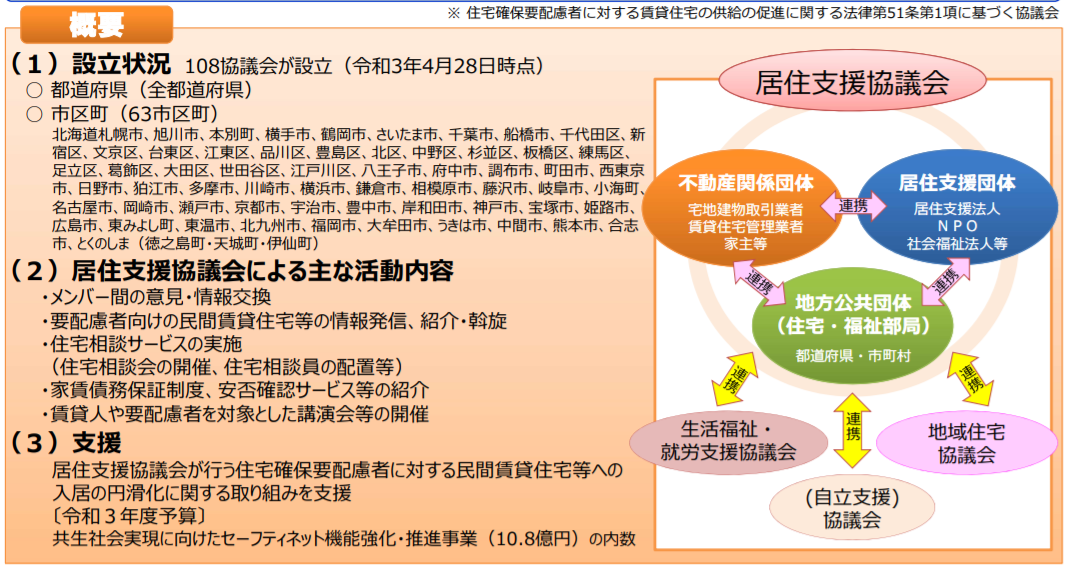 ※ 住宅確保要配慮者に対する賃貸住宅の供給の促進に関する法律第51条第1項に基づく協議会
概要
（１）設立状況 108協議会が設立（令和3年4月28日時点）
○ 都道府県（全都道府県）
○ 市区町（63市区町）
北海道札幌市、旭川市、本別町、横手市、鶴岡市、さいたま市、千葉市、船橋市、千代田区、新
宿区、文京区、台東区、江東区、品川区、豊島区、北区、中野区、杉並区、板橋区、練馬区、
足立区、葛飾区、大田区、世田谷区、江戸川区、八王子市、府中市、調布市、町田市、西東京
市、日野市、狛江市、多摩市、川崎市、横浜市、鎌倉市、相模原市、藤沢市、岐阜市、小海町、
名古屋市、岡崎市、瀬戸市、京都市、宇治市、豊中市、岸和田市、神戸市、宝塚市、姫路市、
広島市、東みよし町、東温市、北九州市、福岡市、大牟田市、うきは市、中間市、熊本市、合志
市、とくのしま（徳之島町・天城町・伊仙町）
（２）居住支援協議会による主な活動内容
・メンバー間の意見・情報交換
・要配慮者向けの民間賃貸住宅等の情報発信、紹介・斡旋
・住宅相談サービスの実施
（住宅相談会の開催、住宅相談員の配置等）
・家賃債務保証制度、安否確認サービス等の紹介
・賃貸人や要配慮者を対象とした講演会等の開催
（３）支援
居住支援協議会が行う住宅確保要配慮者に対する民間賃貸住宅等への
入居の円滑化に関する取り組みを支援
〔令和３年度予算〕
共生社会実現に向けたセーフティネット機能強化・推進事業（10.8億円）の内数
居住支援協議会
不動産関係団体
宅地建物取引業者
賃貸住宅管理業者
家主等
連携
居住支援団体
居住支援法人
ＮＰＯ
社会福祉法人等
連携
連携
地方公共団体
（住宅・福祉部局）
都道府県・市町村
連携
連携
連携
生活福祉・
就労支援協議会
地域住宅
協議会
(自立支援)
協議会